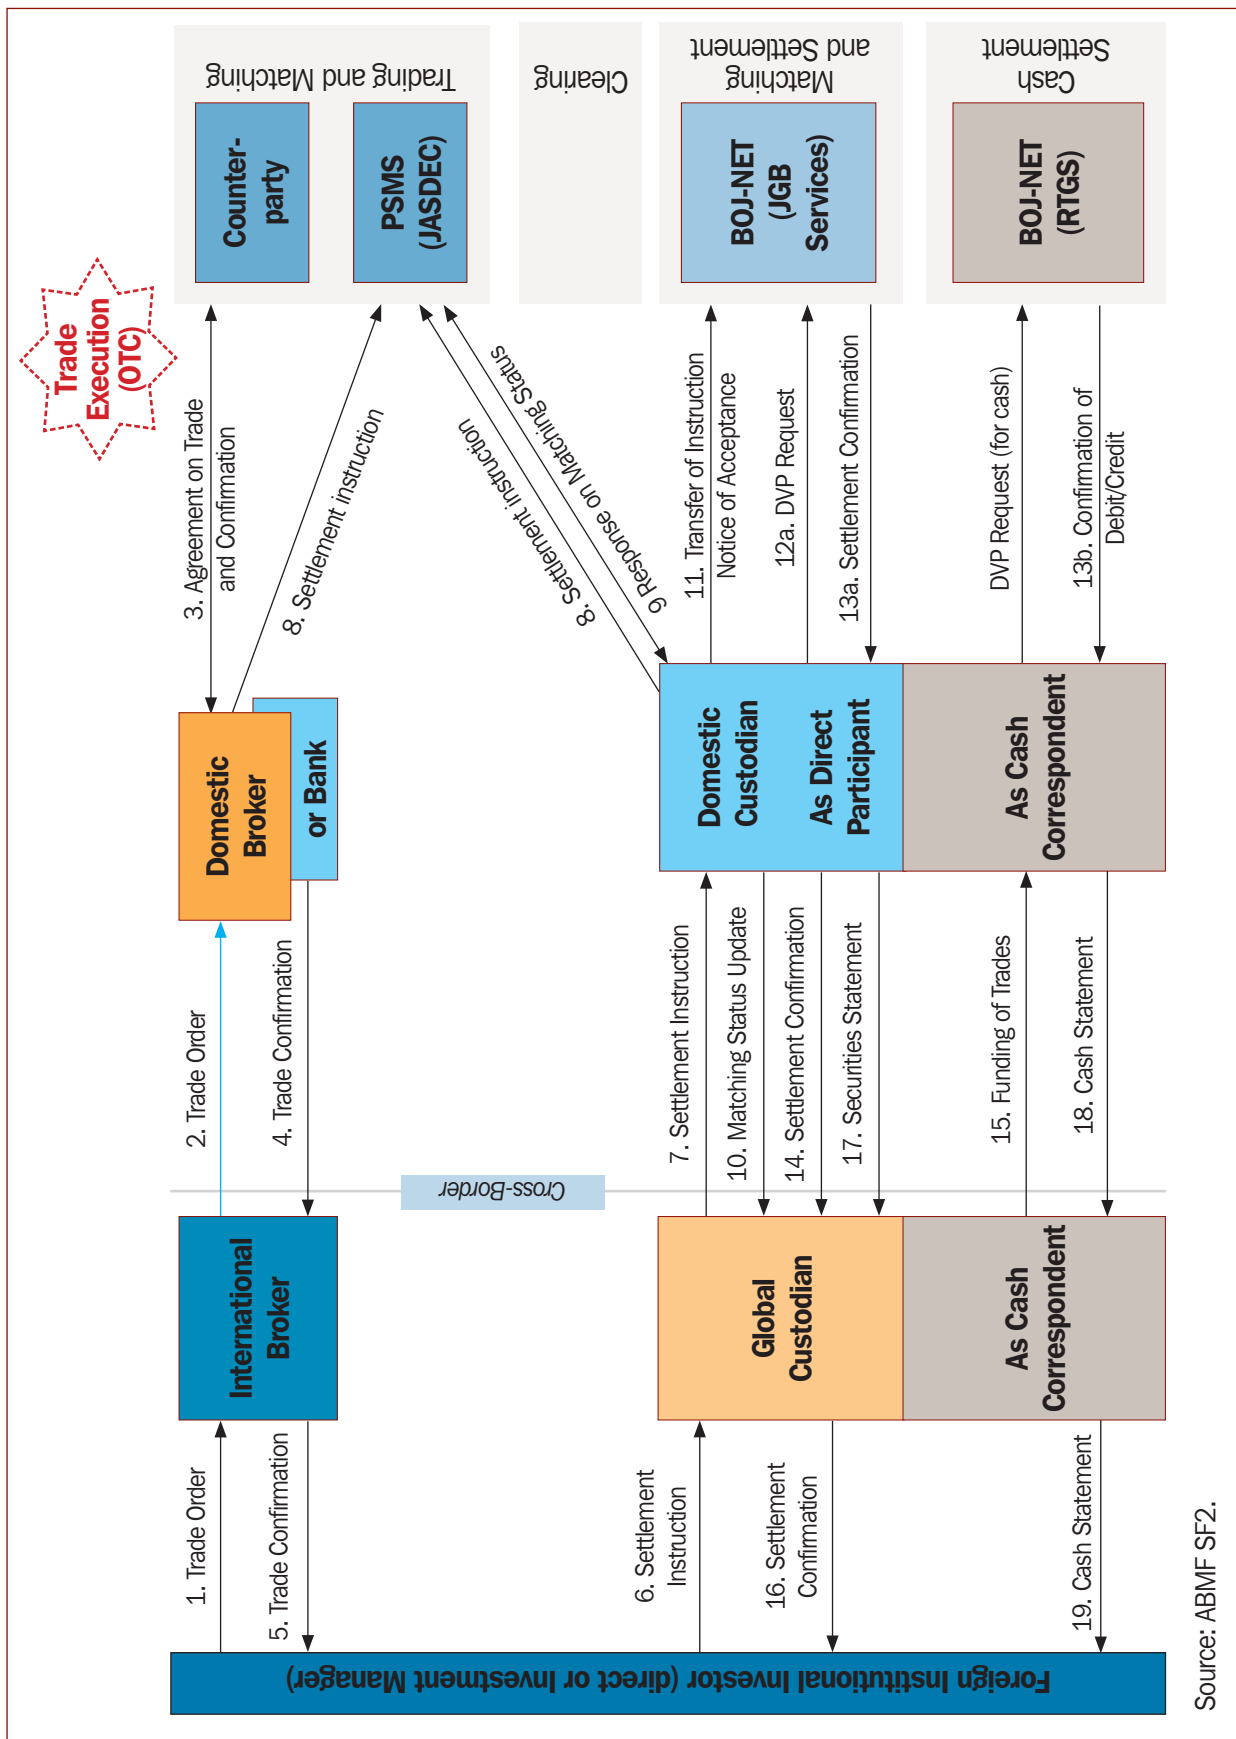 Trade
Execution
(OTC)
Foreign Institutional Investor (direct or Investment Manager)
1. Trade Order
5. Trade Confirmation
International
Broker
2. Trade Order
4. Trade Confirmation
Domestic
Broker
or Bank
3. Agreement on Trade
and Confirmation
8. Settlement instruction
Counter-
party
PSMS
(JASDEC)
Trading and Matching
Cross-Border
Clearing
8. Settlement instruction
9 Response on Matching Status
6. Settlement
Instruction
16. Settlement
Confirmation
Global
Custodian
7. Settlement Instruction
10. Matching Status Update
14. Settlement Confirmation
17. Securities Statement
Domestic
Custodian
As Direct
Participant
11. Transfer of Instruction
Notice of Acceptance
12a. DVP Request
13a. Settlement Confirmation
BOJ-NET
(JGB
Services)
Matching
and Settlement
19. Cash Statement
As Cash
Correspondent
15. Funding of Trades
18. Cash Statement
As Cash
Correspondent
DVP Request (for cash)
13b. Confirmation of
Debit/Credit
BOJ-NET
(RTGS)
Cash
Settlement
Source: ABMF SF2.